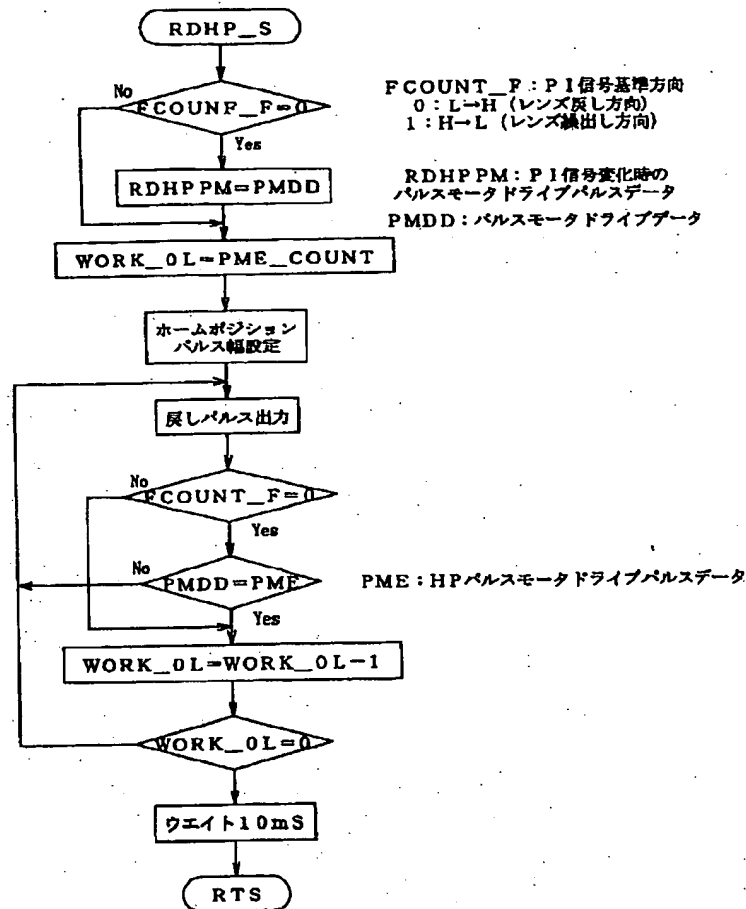 RDHP_S
No
FCOUNF_F=0
Yes
FCOUNT_F：PI信号基準方向
0：L→H（レンズ戻し方向）
1：H→L（レンズ繰出し方向）
RDHPPM=PMDD
RDHPPM：PI信号変化時の
パルスモータドライブパルスデータ
PMDD：パルスモータドライブデータ
WORK_0L=PME_COUNT
ホームポジション
パルス幅設定
戻しパルス出力
No
FCOUNT_F=0
Yes
No
PMDD=PME
Yes
PME：HPパルスモータドライブパルスデータ
WORK_0L=WORK_0L-1
WORK_0L=0
ウエイト10mS
RTS